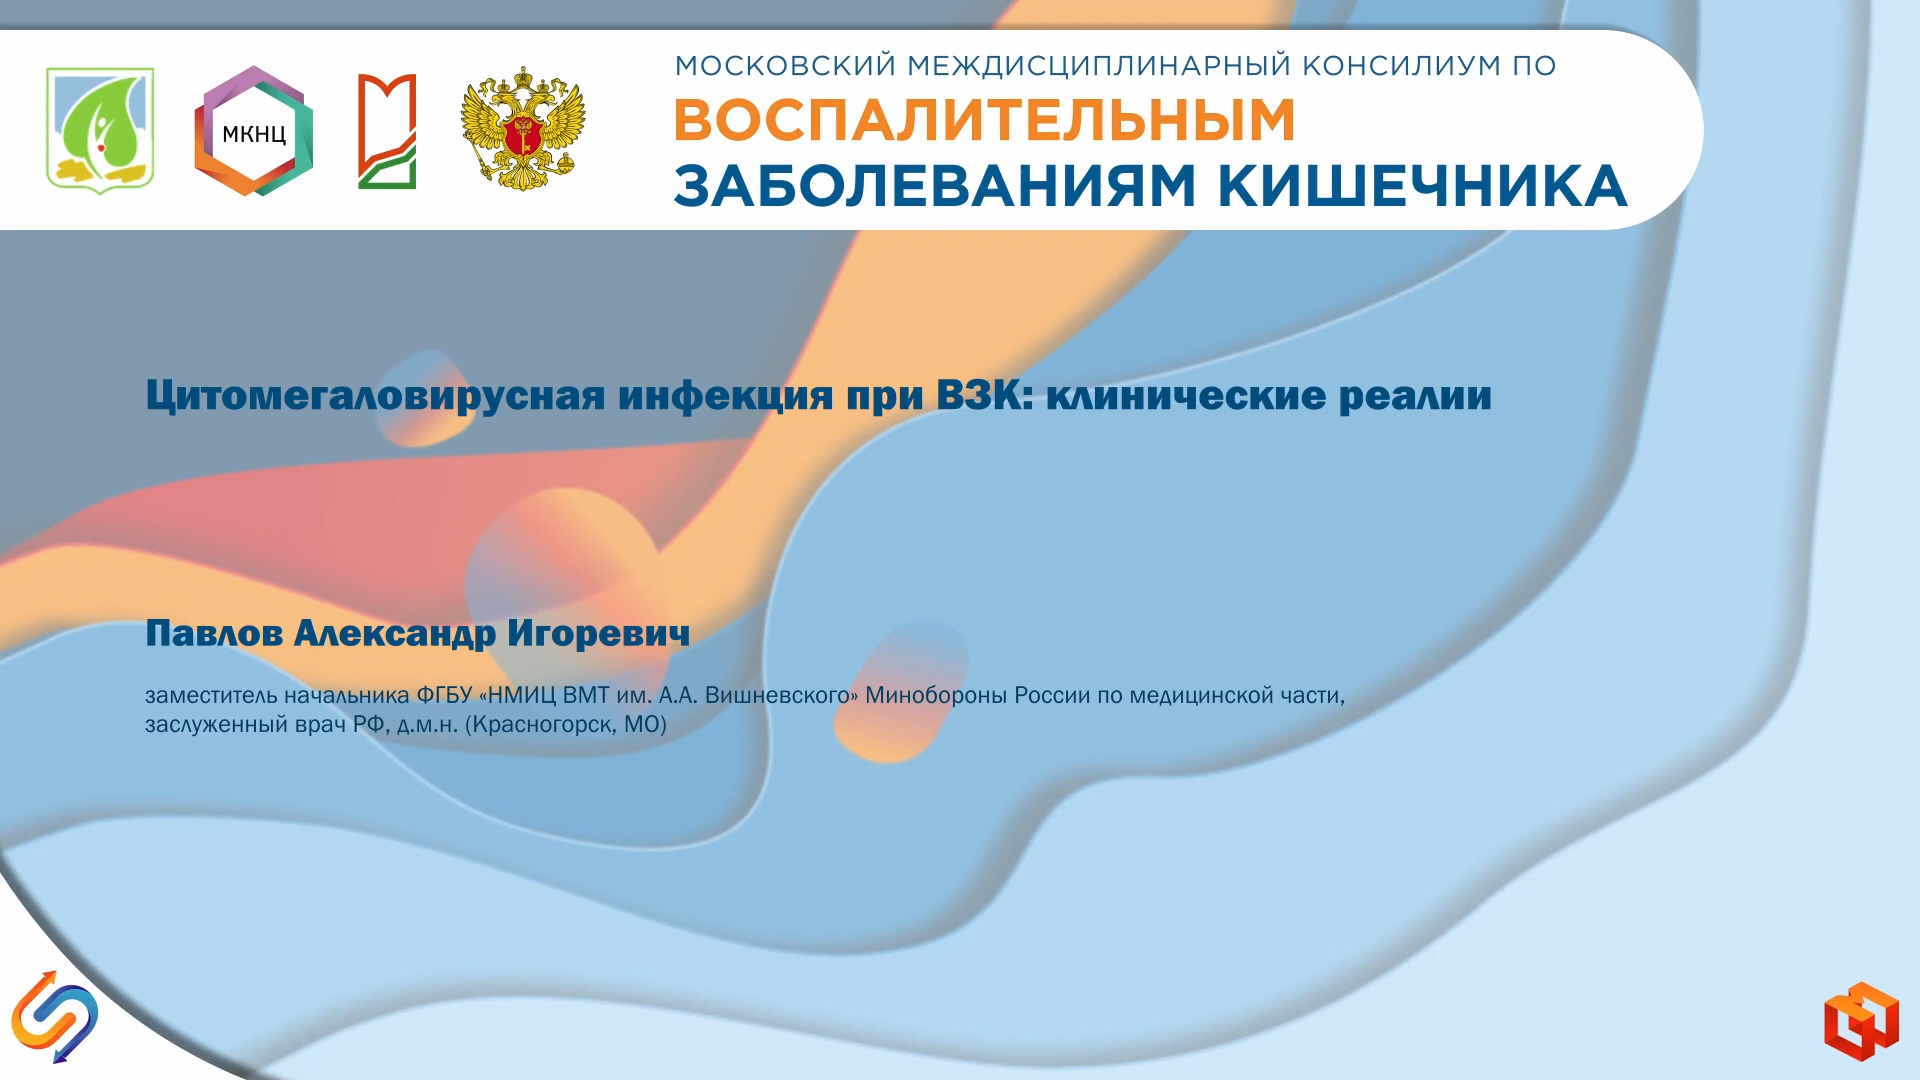 МКНЦ
МОСКОВСКИЙ МЕЖДИСЦИПЛИНАРНЫЙ КОНСИЛИУМ ПО
ВОСПАЛИТЕЛЬНЫМ
ЗАБОЛЕВАНИЯМ КИШЕЧНИКА
Цитомегаловирусная инфекция при ВЗК: клинические реалии
Павлов Александр Игоревич
заместитель начальника ФГБУ «НМИЦ ВМТ им. А.А. Вишневского» Минобороны России по медицинской части,
заслуженный врач РФ, д.м.н. (Красногорск, МО)